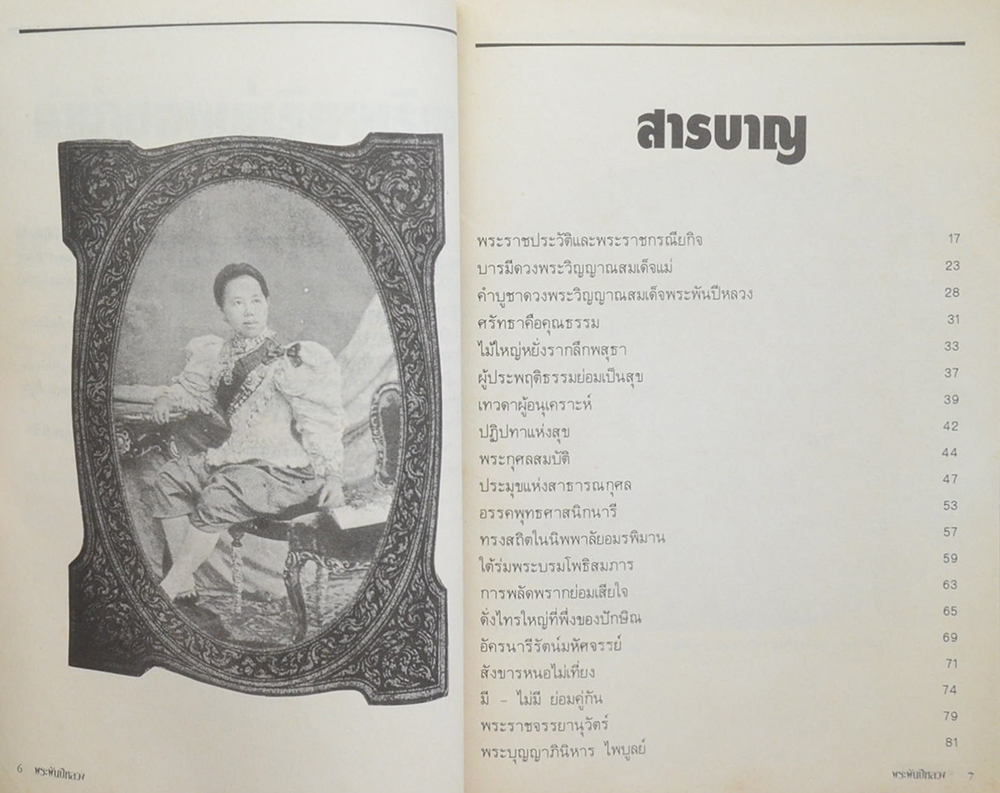 6 พระพันปีหลวง
สารบาญ
พระราชประวัติและพระราชกรณียกิจ 17
บารมีดวงพระวิญญาณสมเด็จแม่ 23
คำบูชาดวงพระวิญญาณสมเด็จพระพันปีหลวง 28
ศรัทธาคือคุณธรรม 31
ไม้ใหญ่หยั่งรากลึกพสุธา 33
ผู้ประพฤติธรรมย่อมเป็นสุข 37
เทวดาผู้อนุเคราะห์ 39
ปฏิปทาแห่งสุข 42
พระกุศลสมบัติ 44
ประมุขแห่งสาธารณกุศล 47
อรรคพุทธศาสนิกนารี 53
ทรงสถิตในนิพพาลัยอมรพิมาน 57
ใต้ร่มพระบรมโพธิสมภาร 59
การพลัดพรากย่อมเสียใจ 63
ดั่งไทรใหญ่ที่พึ่งของปักษิณ 65
อัครนารีรัตน์มหัศจรรย์ 69
สังขารหนอไม่เที่ยง 71
มี - ไม่มี ย่อมคู่กัน 74
พระราชจรรยานุวัตร์ 79
พระบุญญาภินิหาร ไพบูลย์ 81
พระพันปีหลวง 7